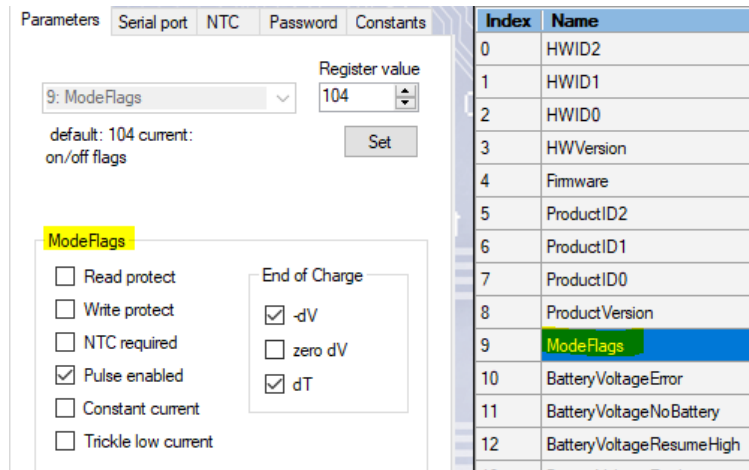 Parameters Serial port NTC Password Constants
Register value
9: ModeFlags 104
default: 104 current:
on/off flags
Set
ModeFlags
Read protect
Write protect
NTC required
Pulse enabled
Constant current
Trickle low current
End of Charge
-dV
zero dV
dT
Index Name
0 HWID2
1 HWID1
2 HWID0
3 HWVersion
4 Firmware
5 ProductID2
6 ProductID1
7 ProductID0
8 ProductVersion
9 ModeFlags
10 BatteryVoltageError
11 BatteryVoltageNoBattery
12 BatteryVoltageResumeHigh